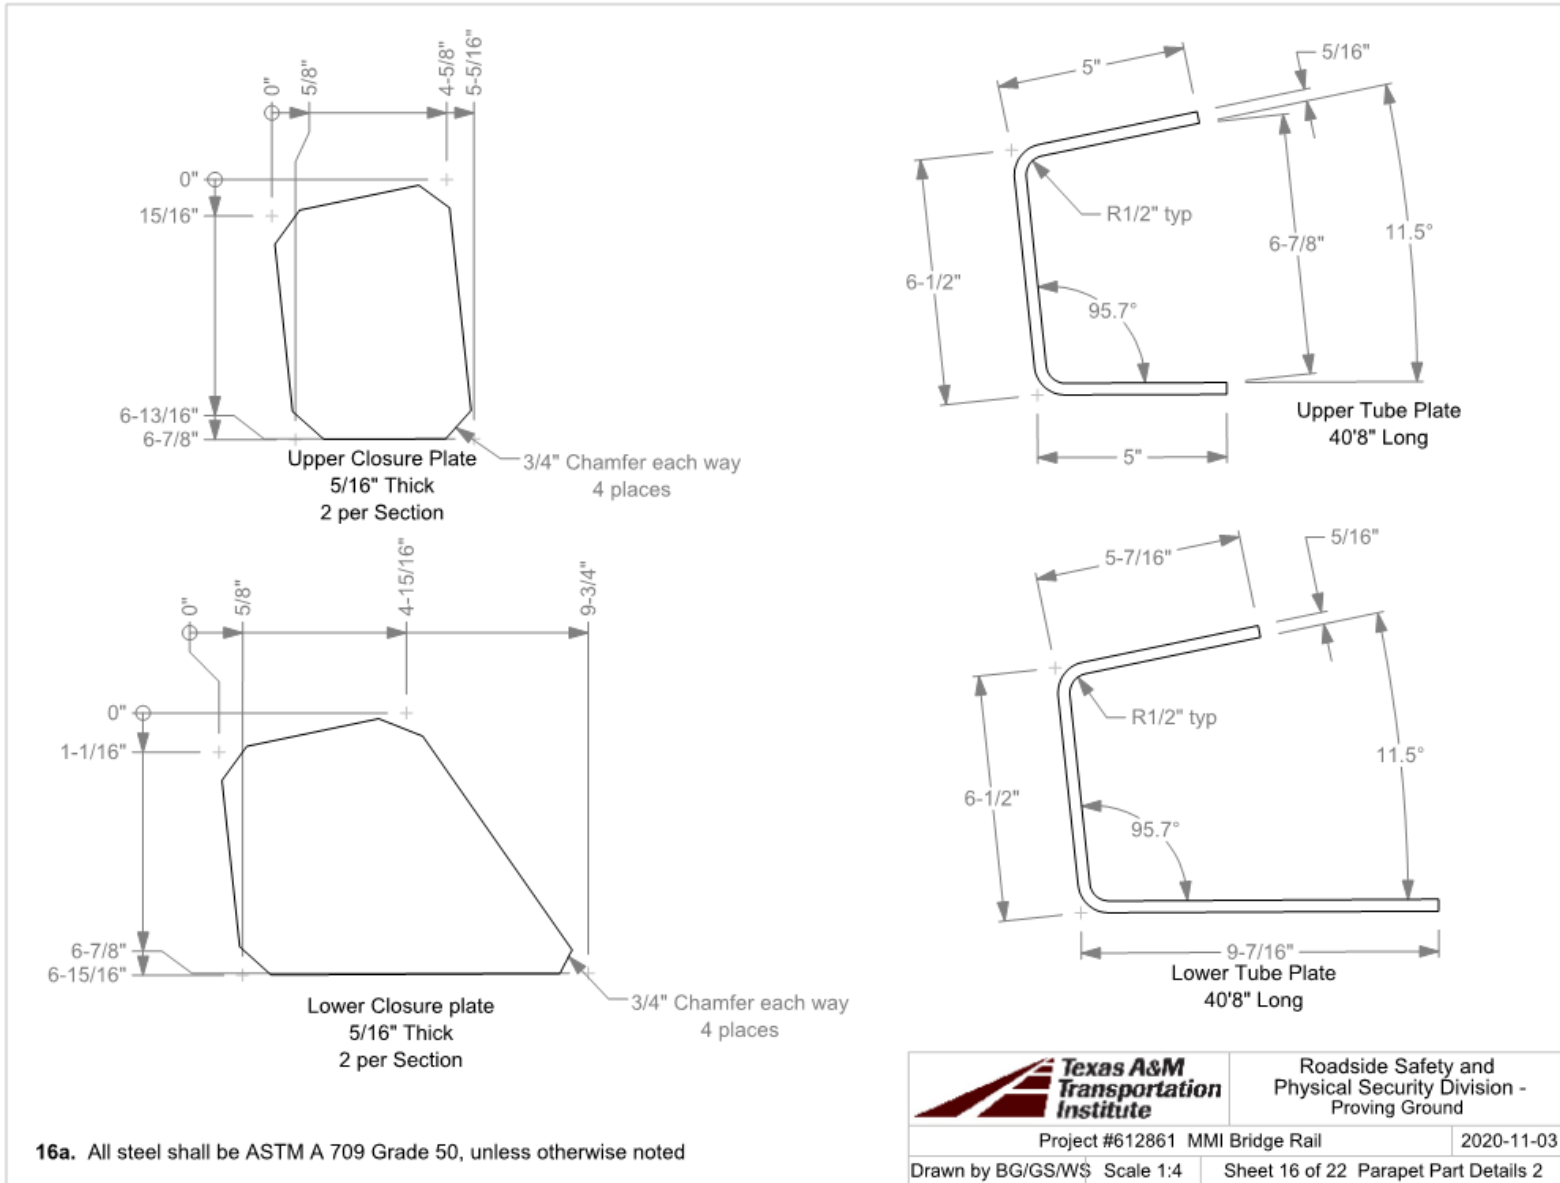 0"
5/8"
4-5/8"
5-5/16"
0"
15/16"
6-13/16"
6-7/8"
Upper Closure Plate
5/16" Thick
2 per Section
3/4" Chamfer each way
4 places
5"
5/16"
R1/2" typ
6-1/2"
95.7°
6-7/8"
11.5°
5"
Upper Tube Plate
40'8" Long
0"
5/8"
4-15/16"
9-3/4"
0"
1-1/16"
6-7/8"
6-15/16"
Lower Closure plate
5/16" Thick
2 per Section
3/4" Chamfer each way
4 places
5-7/16"
5/16"
R1/2" typ
6-1/2"
95.7°
11.5°
9-7/16"
Lower Tube Plate
40'8" Long
16a. All steel shall be ASTM A 709 Grade 50, unless otherwise noted
Texas A&M
Transportation
Institute
Roadside Safety and
Physical Security Division -
Proving Ground
Project #612861 MMI Bridge Rail
2020-11-03
Drawn by BG/GS/WS
Scale 1:4
Sheet 16 of 22 Parapet Part Details 2